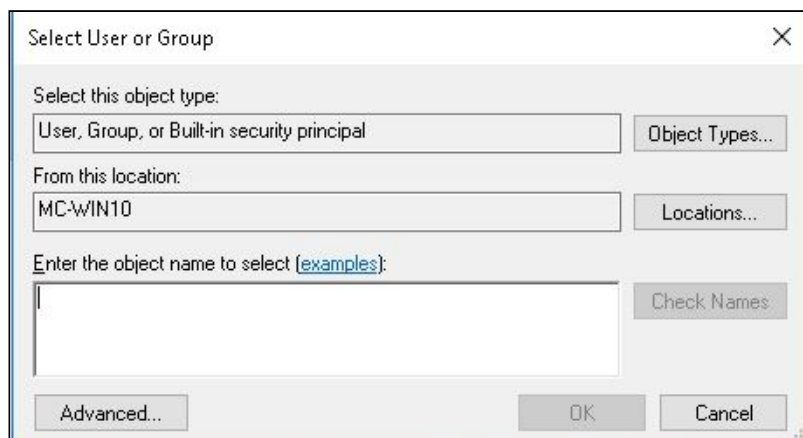 Select User or Group
Select this object type:
User, Group, or Built-in security principal
Object Types...
From this location:
MC-WIN10
Locations...
Enter the object name to select (examples):
Check Names
Advanced...
OK
Cancel